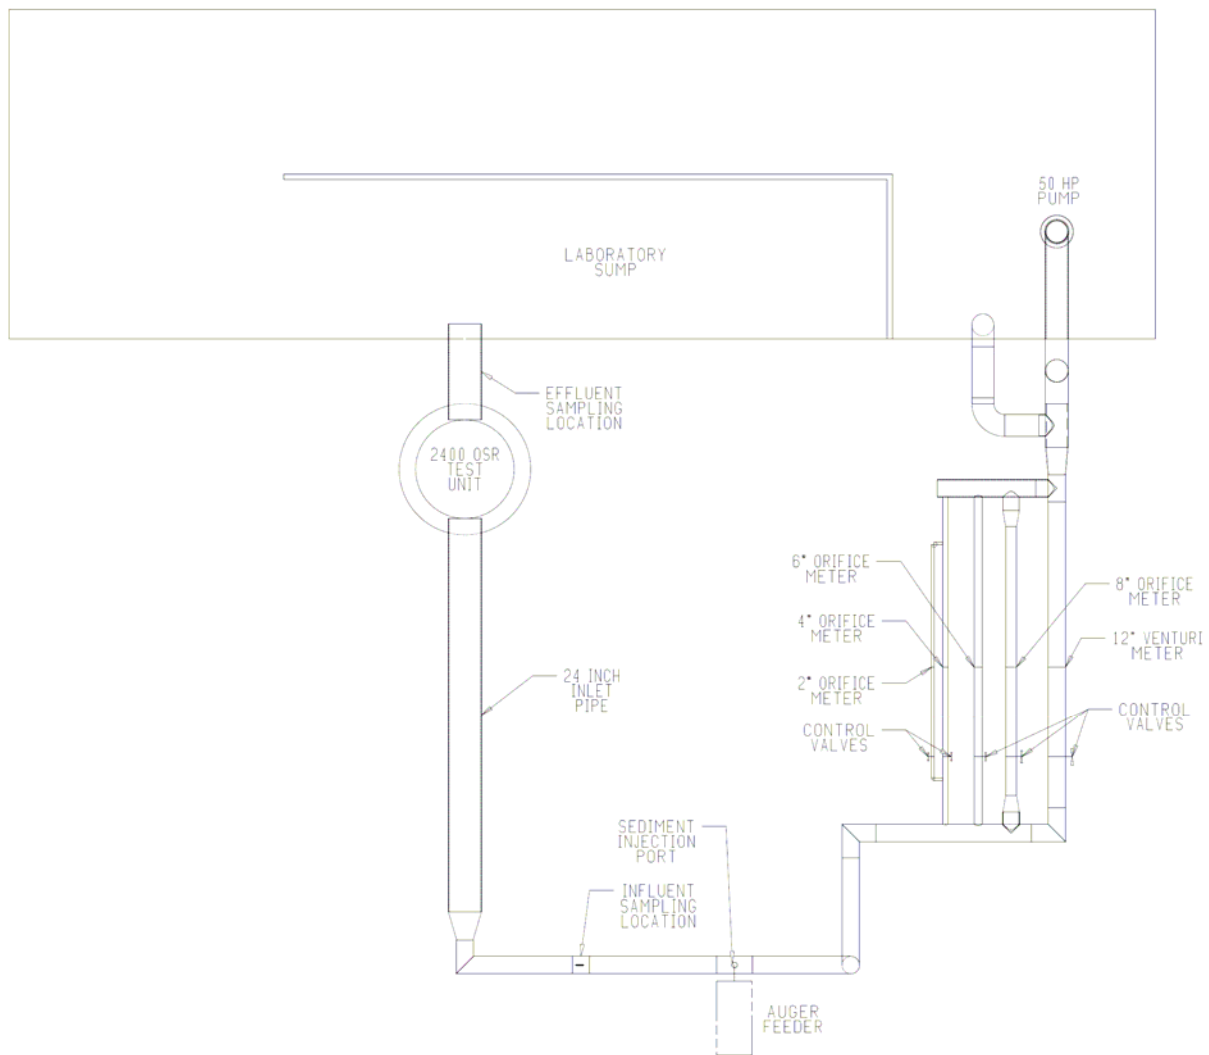 50 HP
PUMP
LABORATORY
SUMP
EFFLUENT
SAMPLING
LOCATION
2400 OSR
TEST
UNIT
6" ORIFICE
METER
8" ORIFICE
METER
4" ORIFICE
METER
12" VENTURI
METER
24 INCH
INLET
PIPE
2" ORIFICE
METER
CONTROL
VALVES
CONTROL
VALVES
SEDIMENT
INJECTION
PORT
INFLUENT
SAMPLING
LOCATION
AUGER
FEEDER